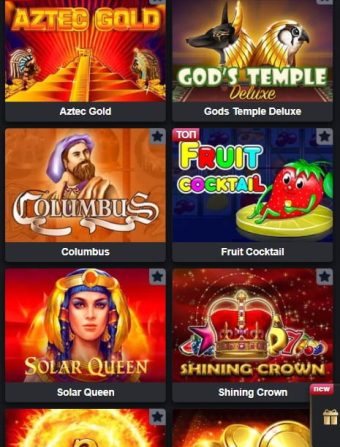 AZTEC GOLD
GOD'S TEMPLE
Deluxe
Aztec Gold
Gods Temple Deluxe
COLUMBUS
ТОП
FRUIT
COCKTAIL
Columbus
Fruit Cocktail
SOLAR QUEEN
SHINING CROWN
Solar Queen
Shining Crown
new